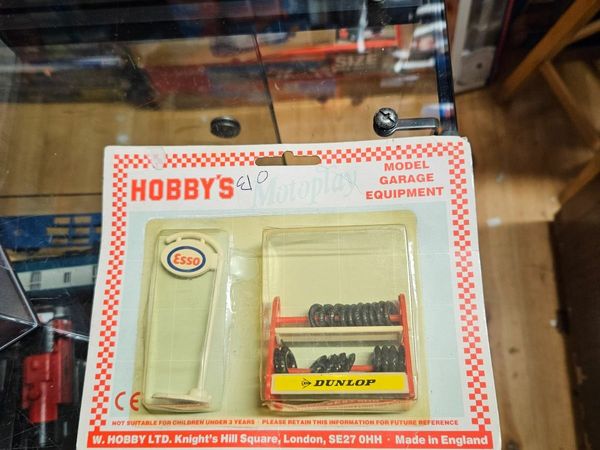 SIZE
MODEL
GARAGE
EQUIPMENT
HOBBY'S Motoplay
Esso
DUNLOP
CE
NOT SUITABLE FOR CHILDREN UNDER 3 YEARS PLEASE RETAIN THIS INFORMATION FOR FUTURE REFERENCE
W. HOBBY LTD. Knight's Hill Square, London, SE27 0HH · Made in England